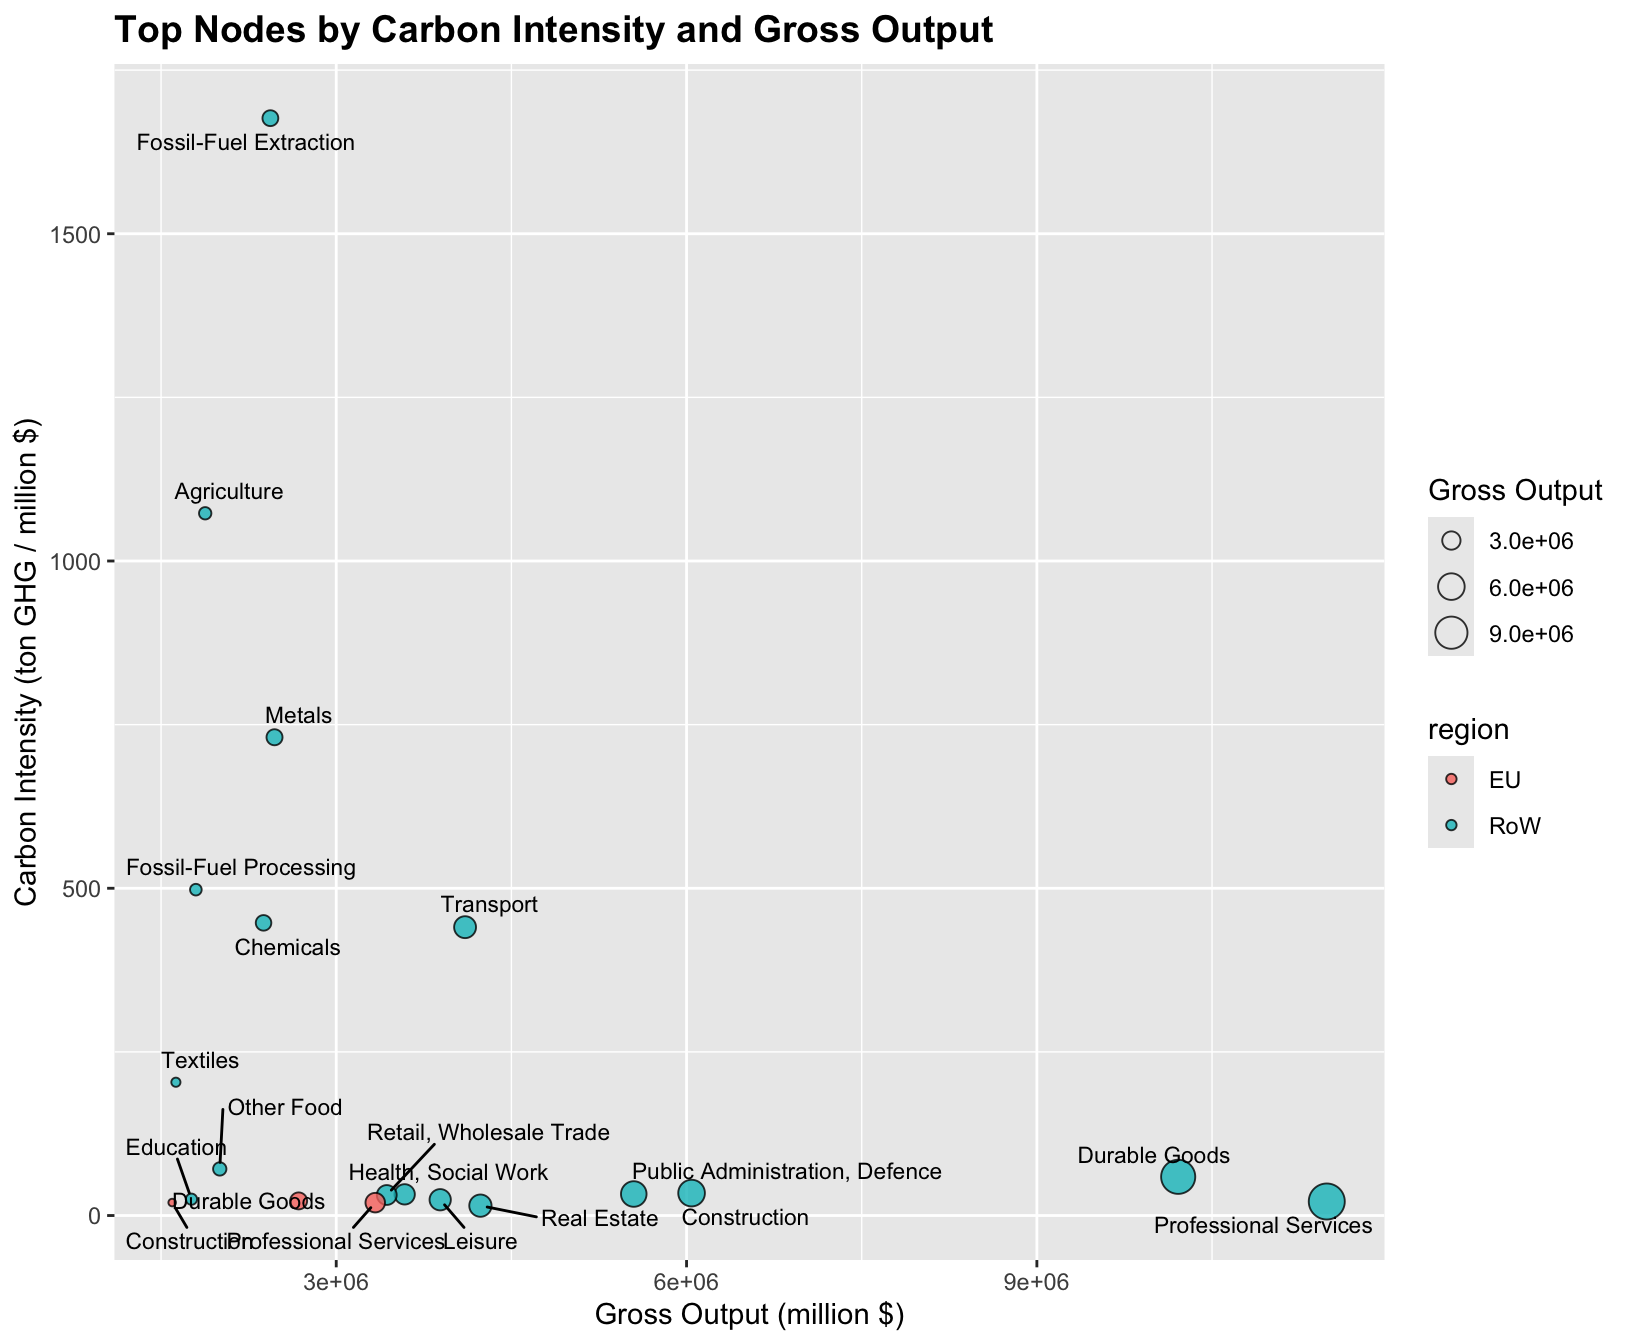 Top Nodes by Carbon Intensity and Gross Output
Carbon Intensity (ton GHG / million $)
1500
1000
500
0
Fossil-Fuel Extraction
Agriculture
Metals
Fossil-Fuel Processing
Transport
Chemicals
Textiles
Other Food
Retail, Wholesale Trade
Education
Durable Goods
Health, Social Work
Public Administration, Defence
Durable Goods
Real Estate
Construction
Professional Services
Construction
Professional Services
Leisure
3e+06
6e+06
9e+06
Gross Output (million $)
Gross Output
3.0e+06
6.0e+06
9.0e+06
region
EU
RoW